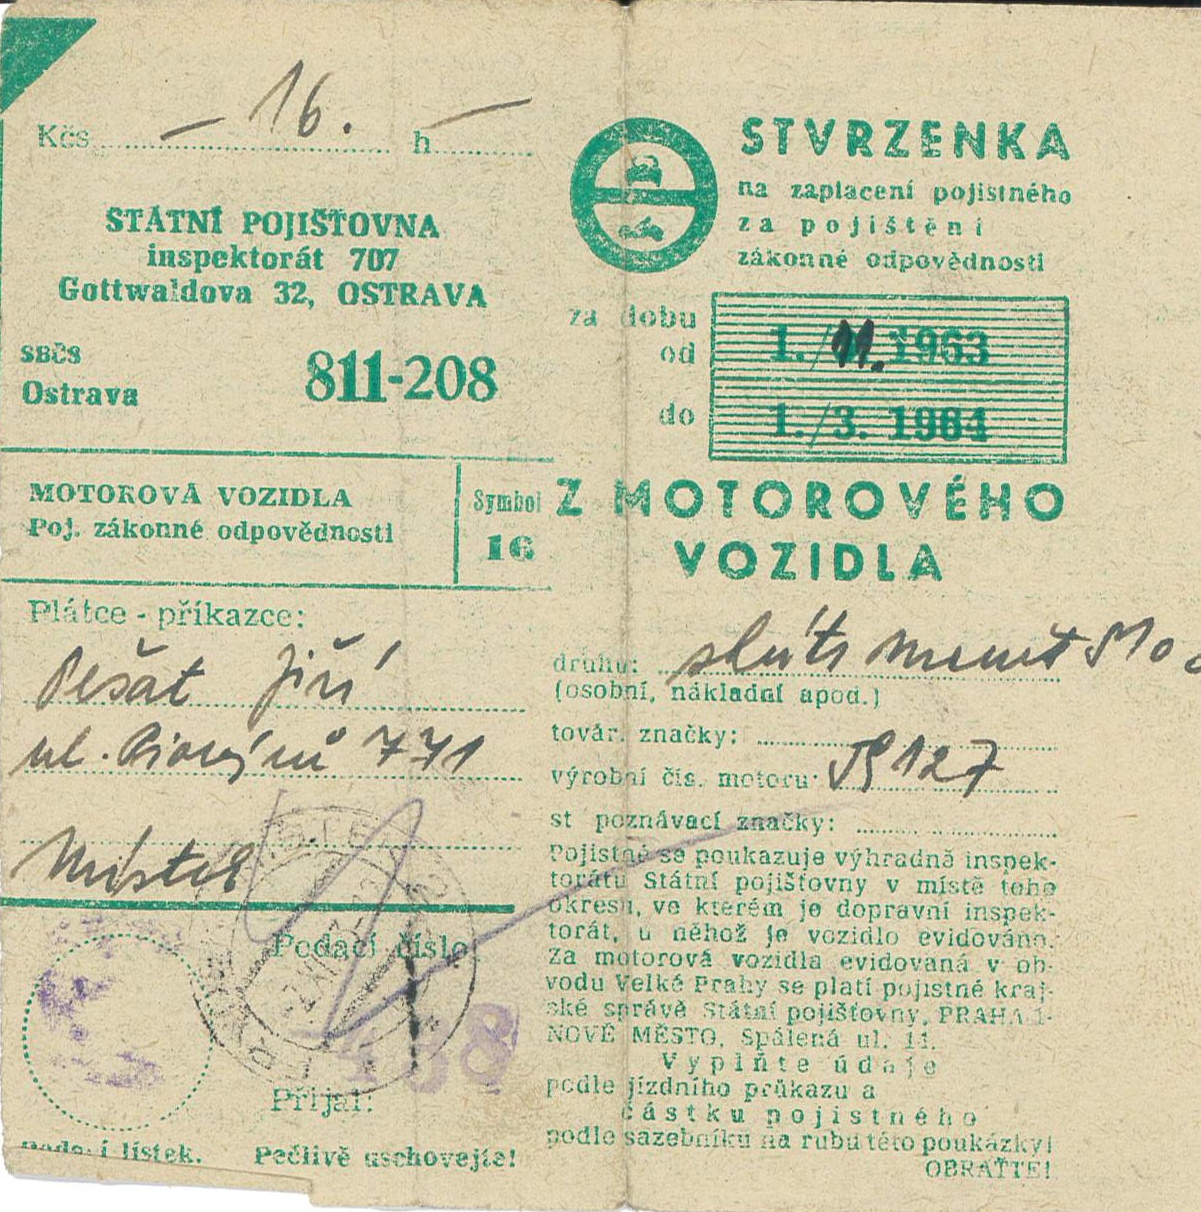 Kčs — 16. h —
STÁTNÍ POJIŠŤOVNA
inspektorát 707
Gottwaldova 32, OSTRAVA
SBČS
Ostrava
811-208
MOTOROVÁ VOZIDLA
Poj. zákonné odpovědnosti
Symbol
16
Plátce - příkazce:
Pešat Jiří
ul. 771
Místek
Podací číslo
488
Přijal:
Podací lístek.
Pečlivě uschovejte!
STVRZENKA
na zaplacení pojistného
za pojištění
zákonné odpovědnosti
za dobu
od 1./11. 1963
do 1./3. 1964
Z MOTOROVÉHO
VOZIDLA
druhu:
(osobní, nákladní apod.)
továr. značky:
výrobní čís. motoru: 127
st poznávací značky:
Pojistné se poukazuje výhradně inspek-
torátu Státní pojišťovny v místě toho
okresu, ve kterém je dopravní inspek-
torát, u něhož je vozidlo evidováno.
Za motorová vozidla evidovaná v ob-
vodu Velké Prahy se platí pojistné kraj-
ské správě Státní pojišťovny, PRAHA 1-
NOVÉ MĚSTO, Spálená ul. 14.
Vyplňte údaje
podle jízdního průkazu a
částku pojistného
podle sazebníku na rubu této poukázky!
OBRAŤTE!